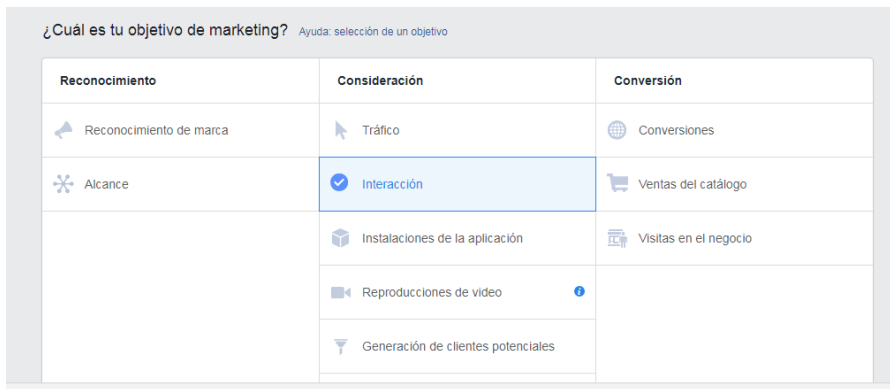 ¿Cuál es tu objetivo de marketing? Ayuda: selección de un objetivo
Reconocimiento Consideración Conversión
Reconocimiento de marca Tráfico Conversiones
Alcance Interacción Ventas del catálogo
Instalaciones de la aplicación Visitas en el negocio
Reproducciones de video
Generación de clientes potenciales